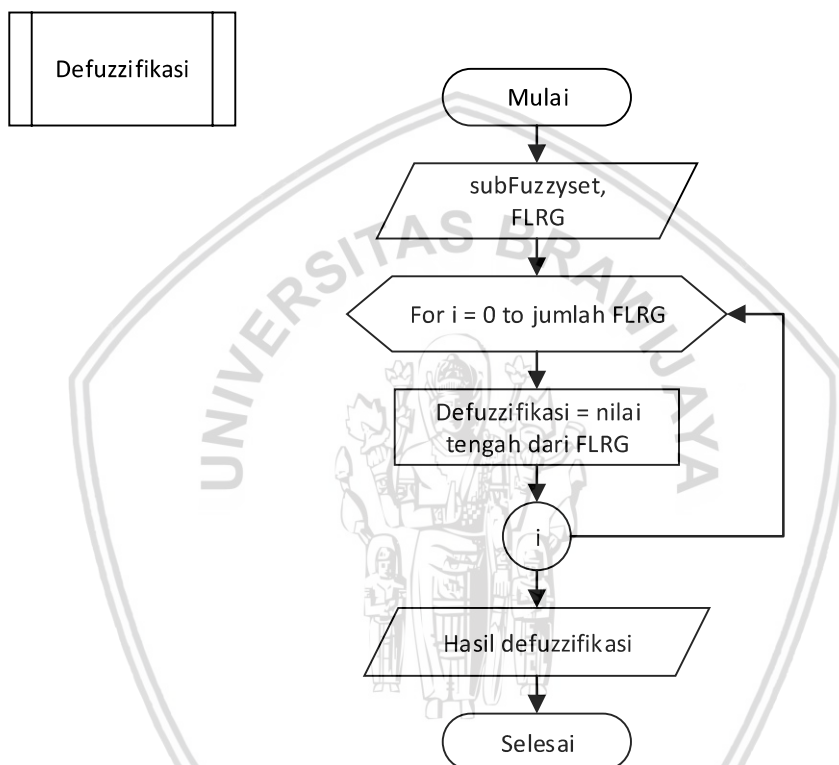 Defuzzifikasi
Mulai
subFuzzyset,
FLRG
UNIVERSITAS BRAWIJAYA
For i = 0 to jumlah FLRG
Defuzzifikasi = nilai
tengah dari FLRG
i
Hasil defuzzifikasi
Selesai